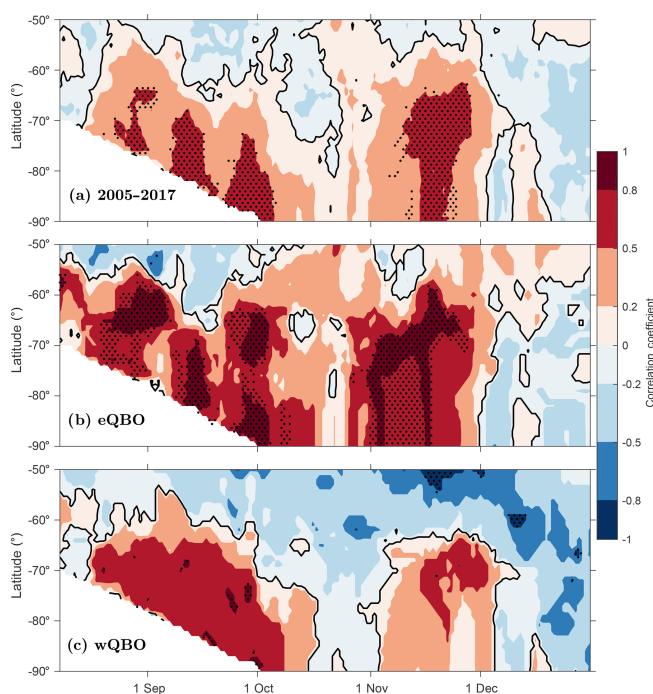 -50°
-60°
-70°
-80°
-90°
Latitude (°)
(a) 2005–2017
-50°
-60°
-70°
-80°
-90°
Latitude (°)
(b) eQBO
-50°
-60°
-70°
-80°
-90°
Latitude (°)
(c) wQBO
1 Sep
1 Oct
1 Nov
1 Dec
1
0.8
0.5
0.2
0
-0.2
-0.5
-0.8
-1
Correlation coefficient